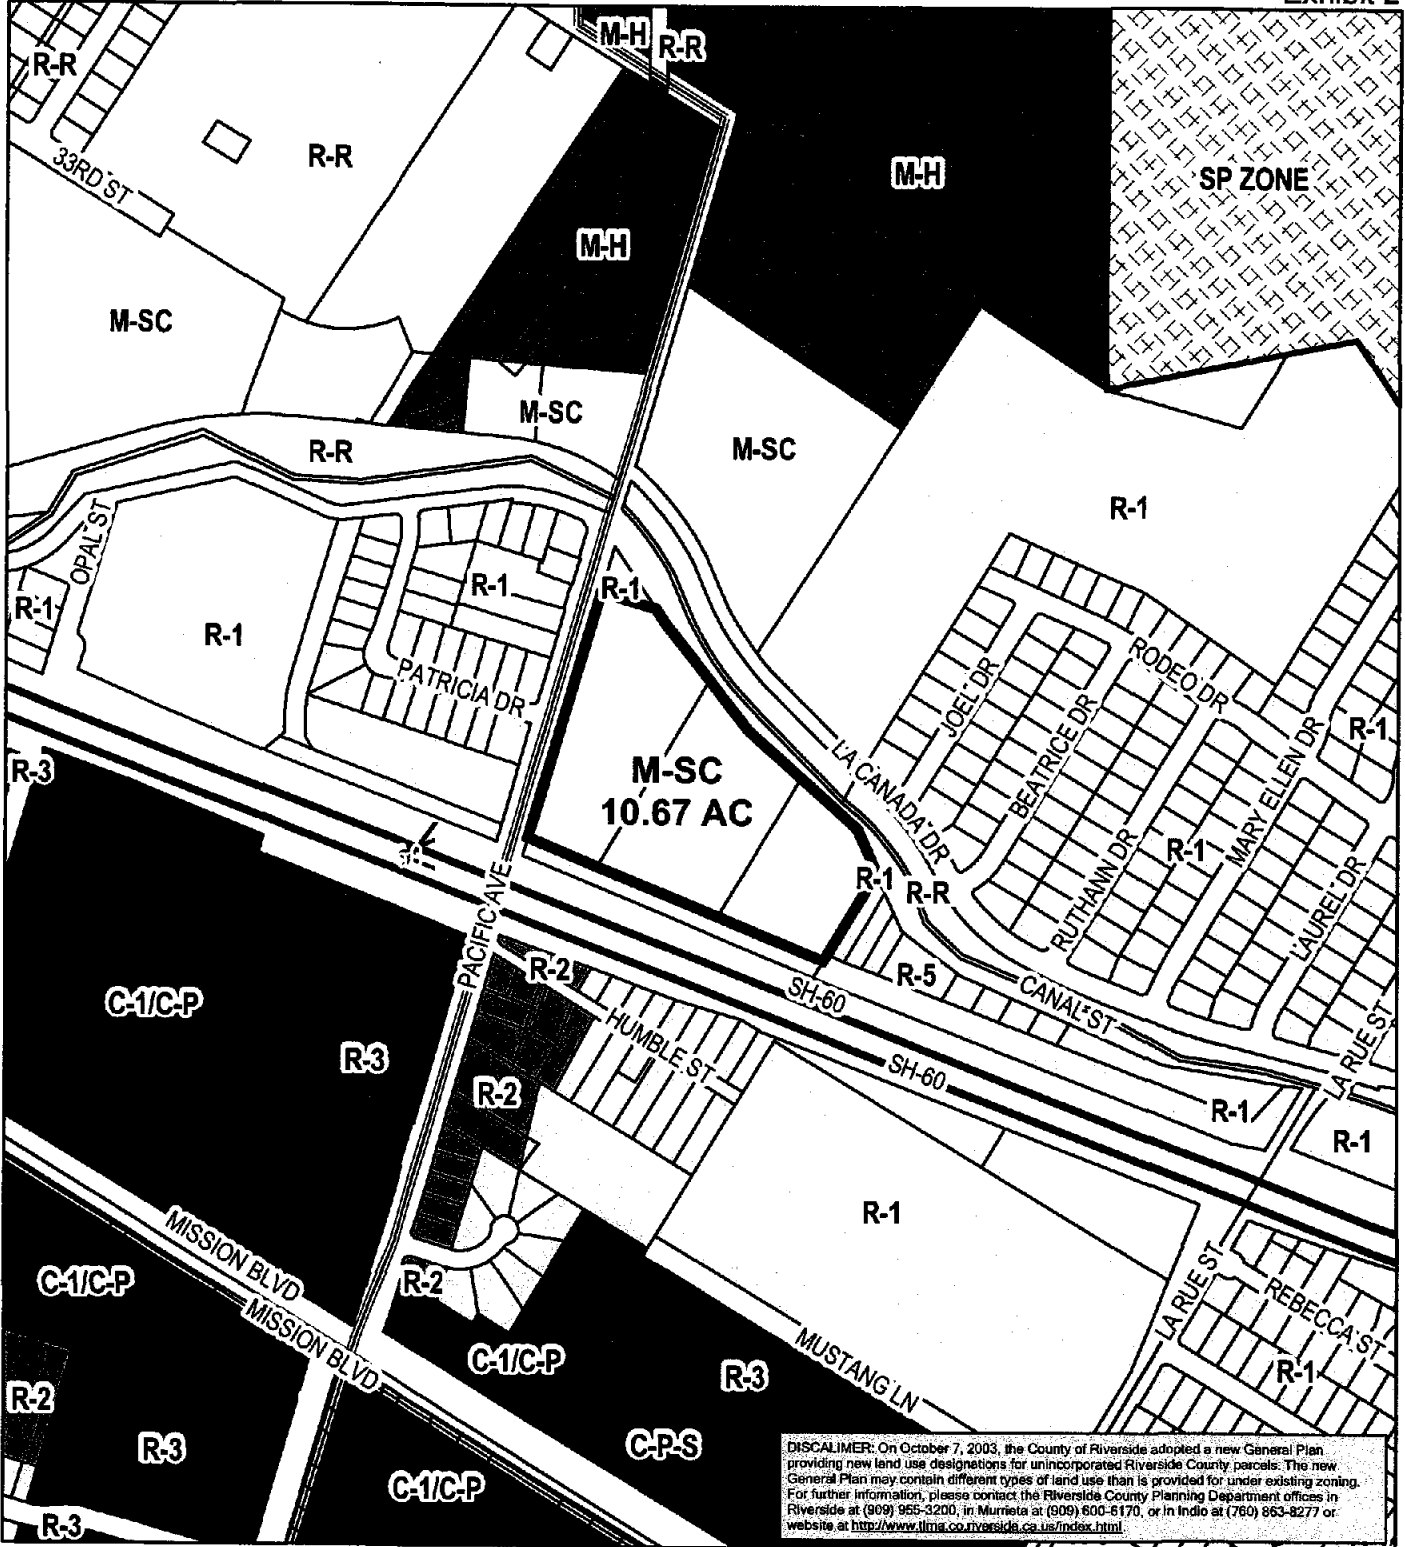 Exhibit 2
M-H
R-R
R-R
33RD ST
R-R
M-H
M-H
SP ZONE
M-SC
M-SC
M-SC
R-R
R-1
OPAL ST
R-1
R-1
R-1
R-1
PATRICIA DR
JOEL DR
RODEO DR
BEATRICE DR
R-1
R-3
M-SC
10.67 AC
LA CANADA DR
RUTHANN DR
R-1
MARY ELLEN DR
LAUREL DR
R-1
R-R
PACIFIC AVE
R-2
R-5
SH-60
CANAL ST
LA RUE ST
C-1/C-P
R-3
HUMBLE ST
SH-60
R-2
R-1
R-1
R-1
MISSION BLVD
MISSION BLVD
C-1/C-P
R-2
LA RUE ST
REBECCA ST
R-1
C-1/C-P
R-3
MUSTANG LN
R-2
R-3
C-P-S
C-1/C-P
R-3
DISCALIMER: On October 7, 2003, the County of Riverside adopted a new General Plan
providing new land use designations for unincorporated Riverside County parcels. The new
General Plan may contain different types of land use than is provided for under existing zoning.
For further information, please contact the Riverside County Planning Department offices in
Riverside at (909) 955-3200, in Murrieta at (909) 600-6170, or in Indio at (760) 863-8277 or
website at http://www.tlma.co.riverside.ca.us/index.html